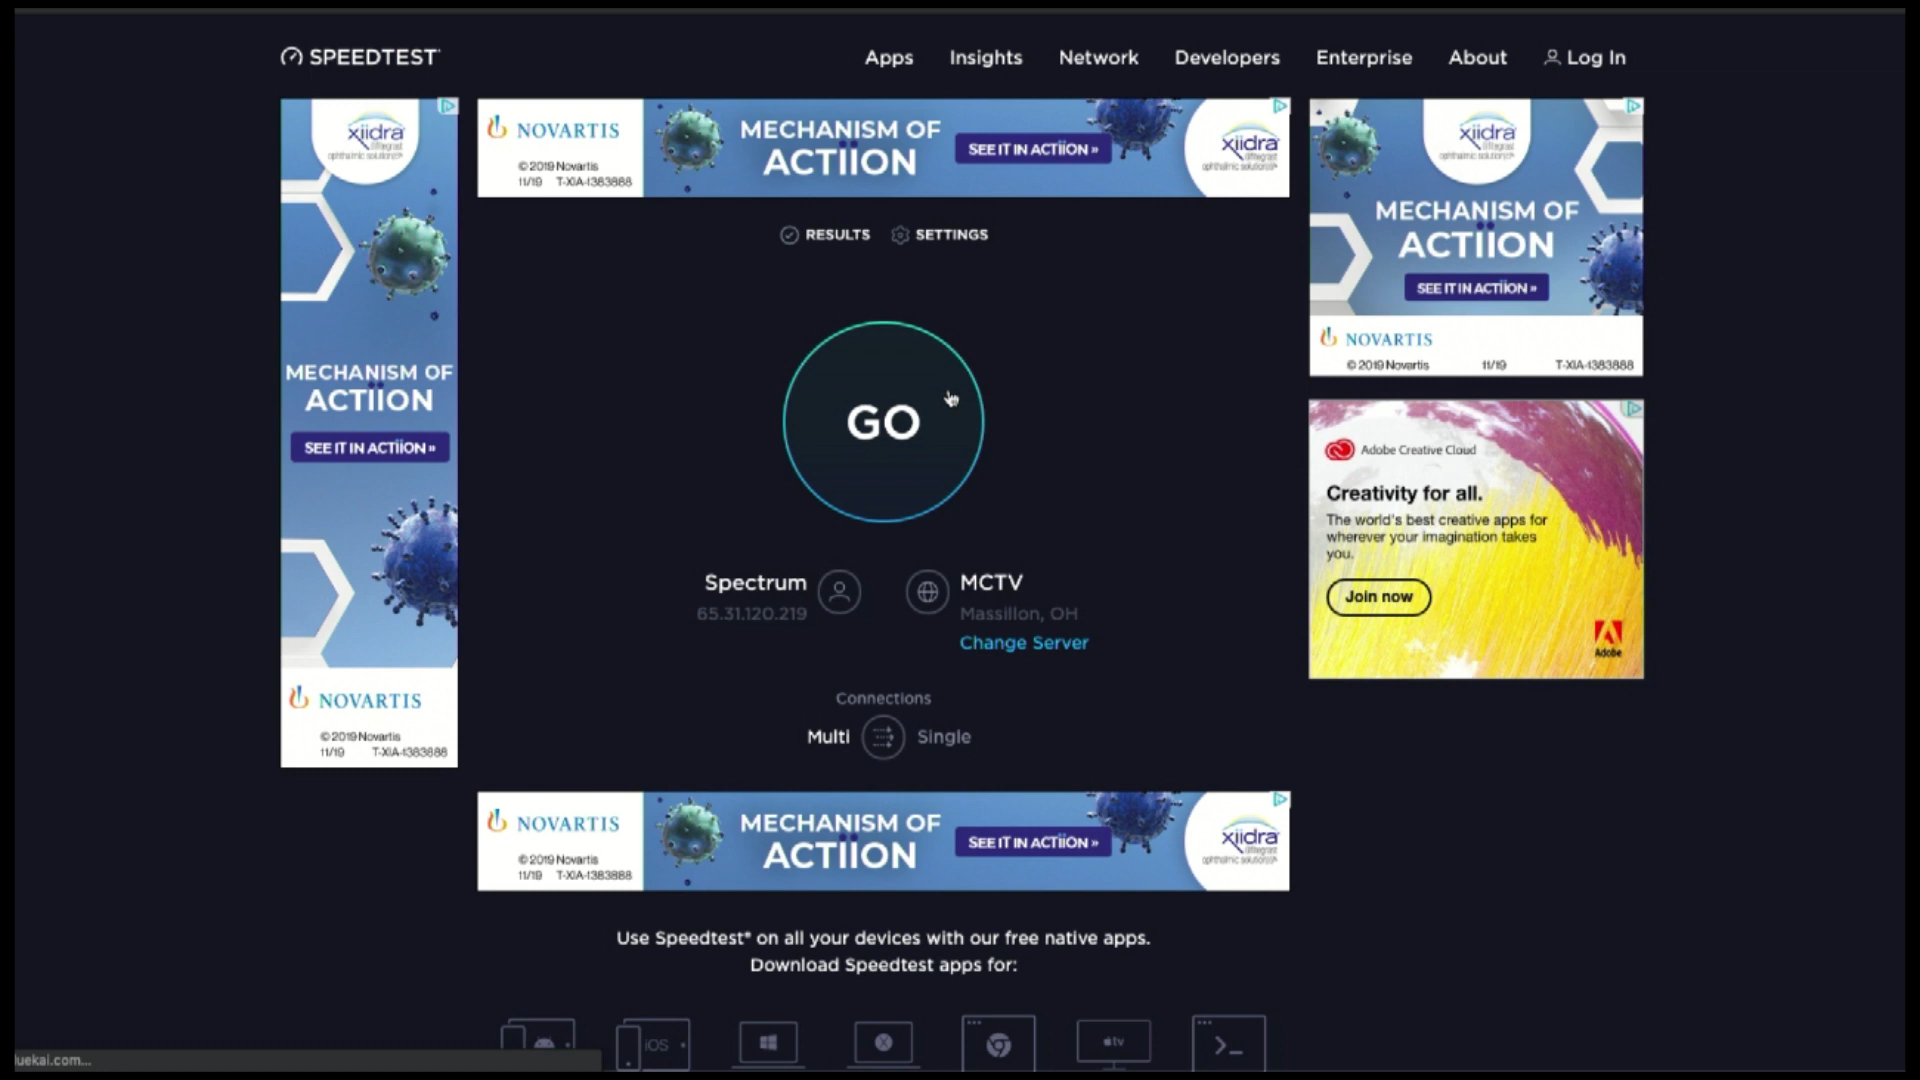 SPEEDTEST
Apps Insights Network Developers Enterprise About Log In
xiidra
MECHANISM OF
ACTIION
SEE IT IN ACTIION »
NOVARTIS
© 2019 Novartis
11/19 T-XIA-1383888
NOVARTIS
© 2019 Novartis
11/19 T-XIA-1383888
MECHANISM OF
ACTIION
SEE IT IN ACTIION »
xiidra
RESULTS SETTINGS
GO
Spectrum
65.31.120.219
MCTV
Massillon, OH
Change Server
Connections
Multi Single
NOVARTIS
© 2019 Novartis
11/19 T-XIA-1383888
MECHANISM OF
ACTIION
SEE IT IN ACTIION »
xiidra
xiidra
MECHANISM OF
ACTIION
SEE IT IN ACTIION »
NOVARTIS
© 2019 Novartis 11/19 T-XIA-1383888
Adobe Creative Cloud
Creativity for all.
The world's best creative apps for
wherever your imagination takes
you.
Join now
Adobe
Use Speedtest® on all your devices with our free native apps.
Download Speedtest apps for:
iOS
tv
luekai.com...